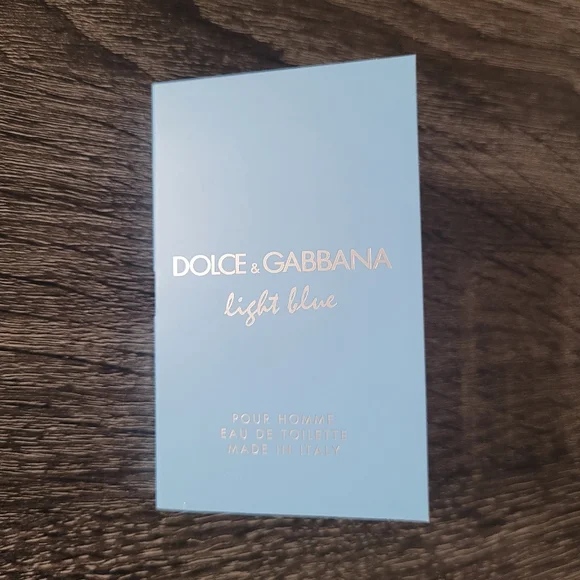 DOLCE & GABBANA
light blue
POUR HOMME
EAU DE TOILETTE
MADE IN ITALY